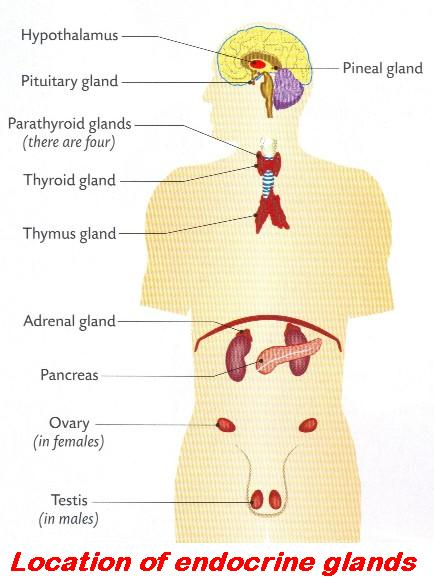 Hypothalamus
Pineal gland
Pituitary gland
Parathyroid glands
(there are four)
Thyroid gland
Thymus gland
Adrenal gland
Pancreas
Ovary
(in females)
Testis
(in males)
Location of endocrine glands